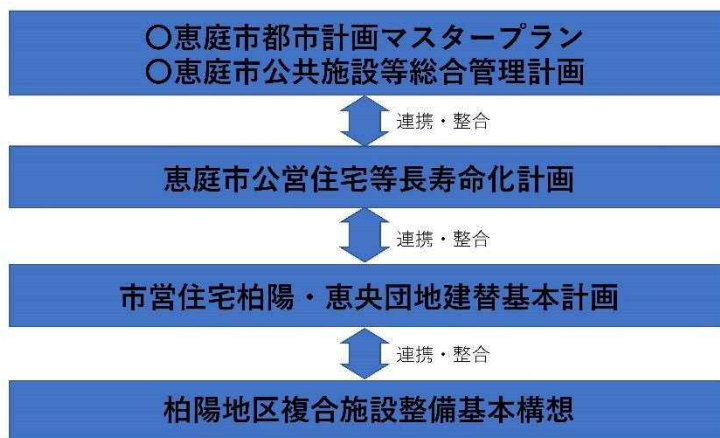 〇恵庭市都市計画マスタープラン
〇恵庭市公共施設等総合管理計画
連携・整合
恵庭市公営住宅等長寿命化計画
連携・整合
市営住宅柏陽・恵央団地建替基本計画
連携・整合
柏陽地区複合施設整備基本構想